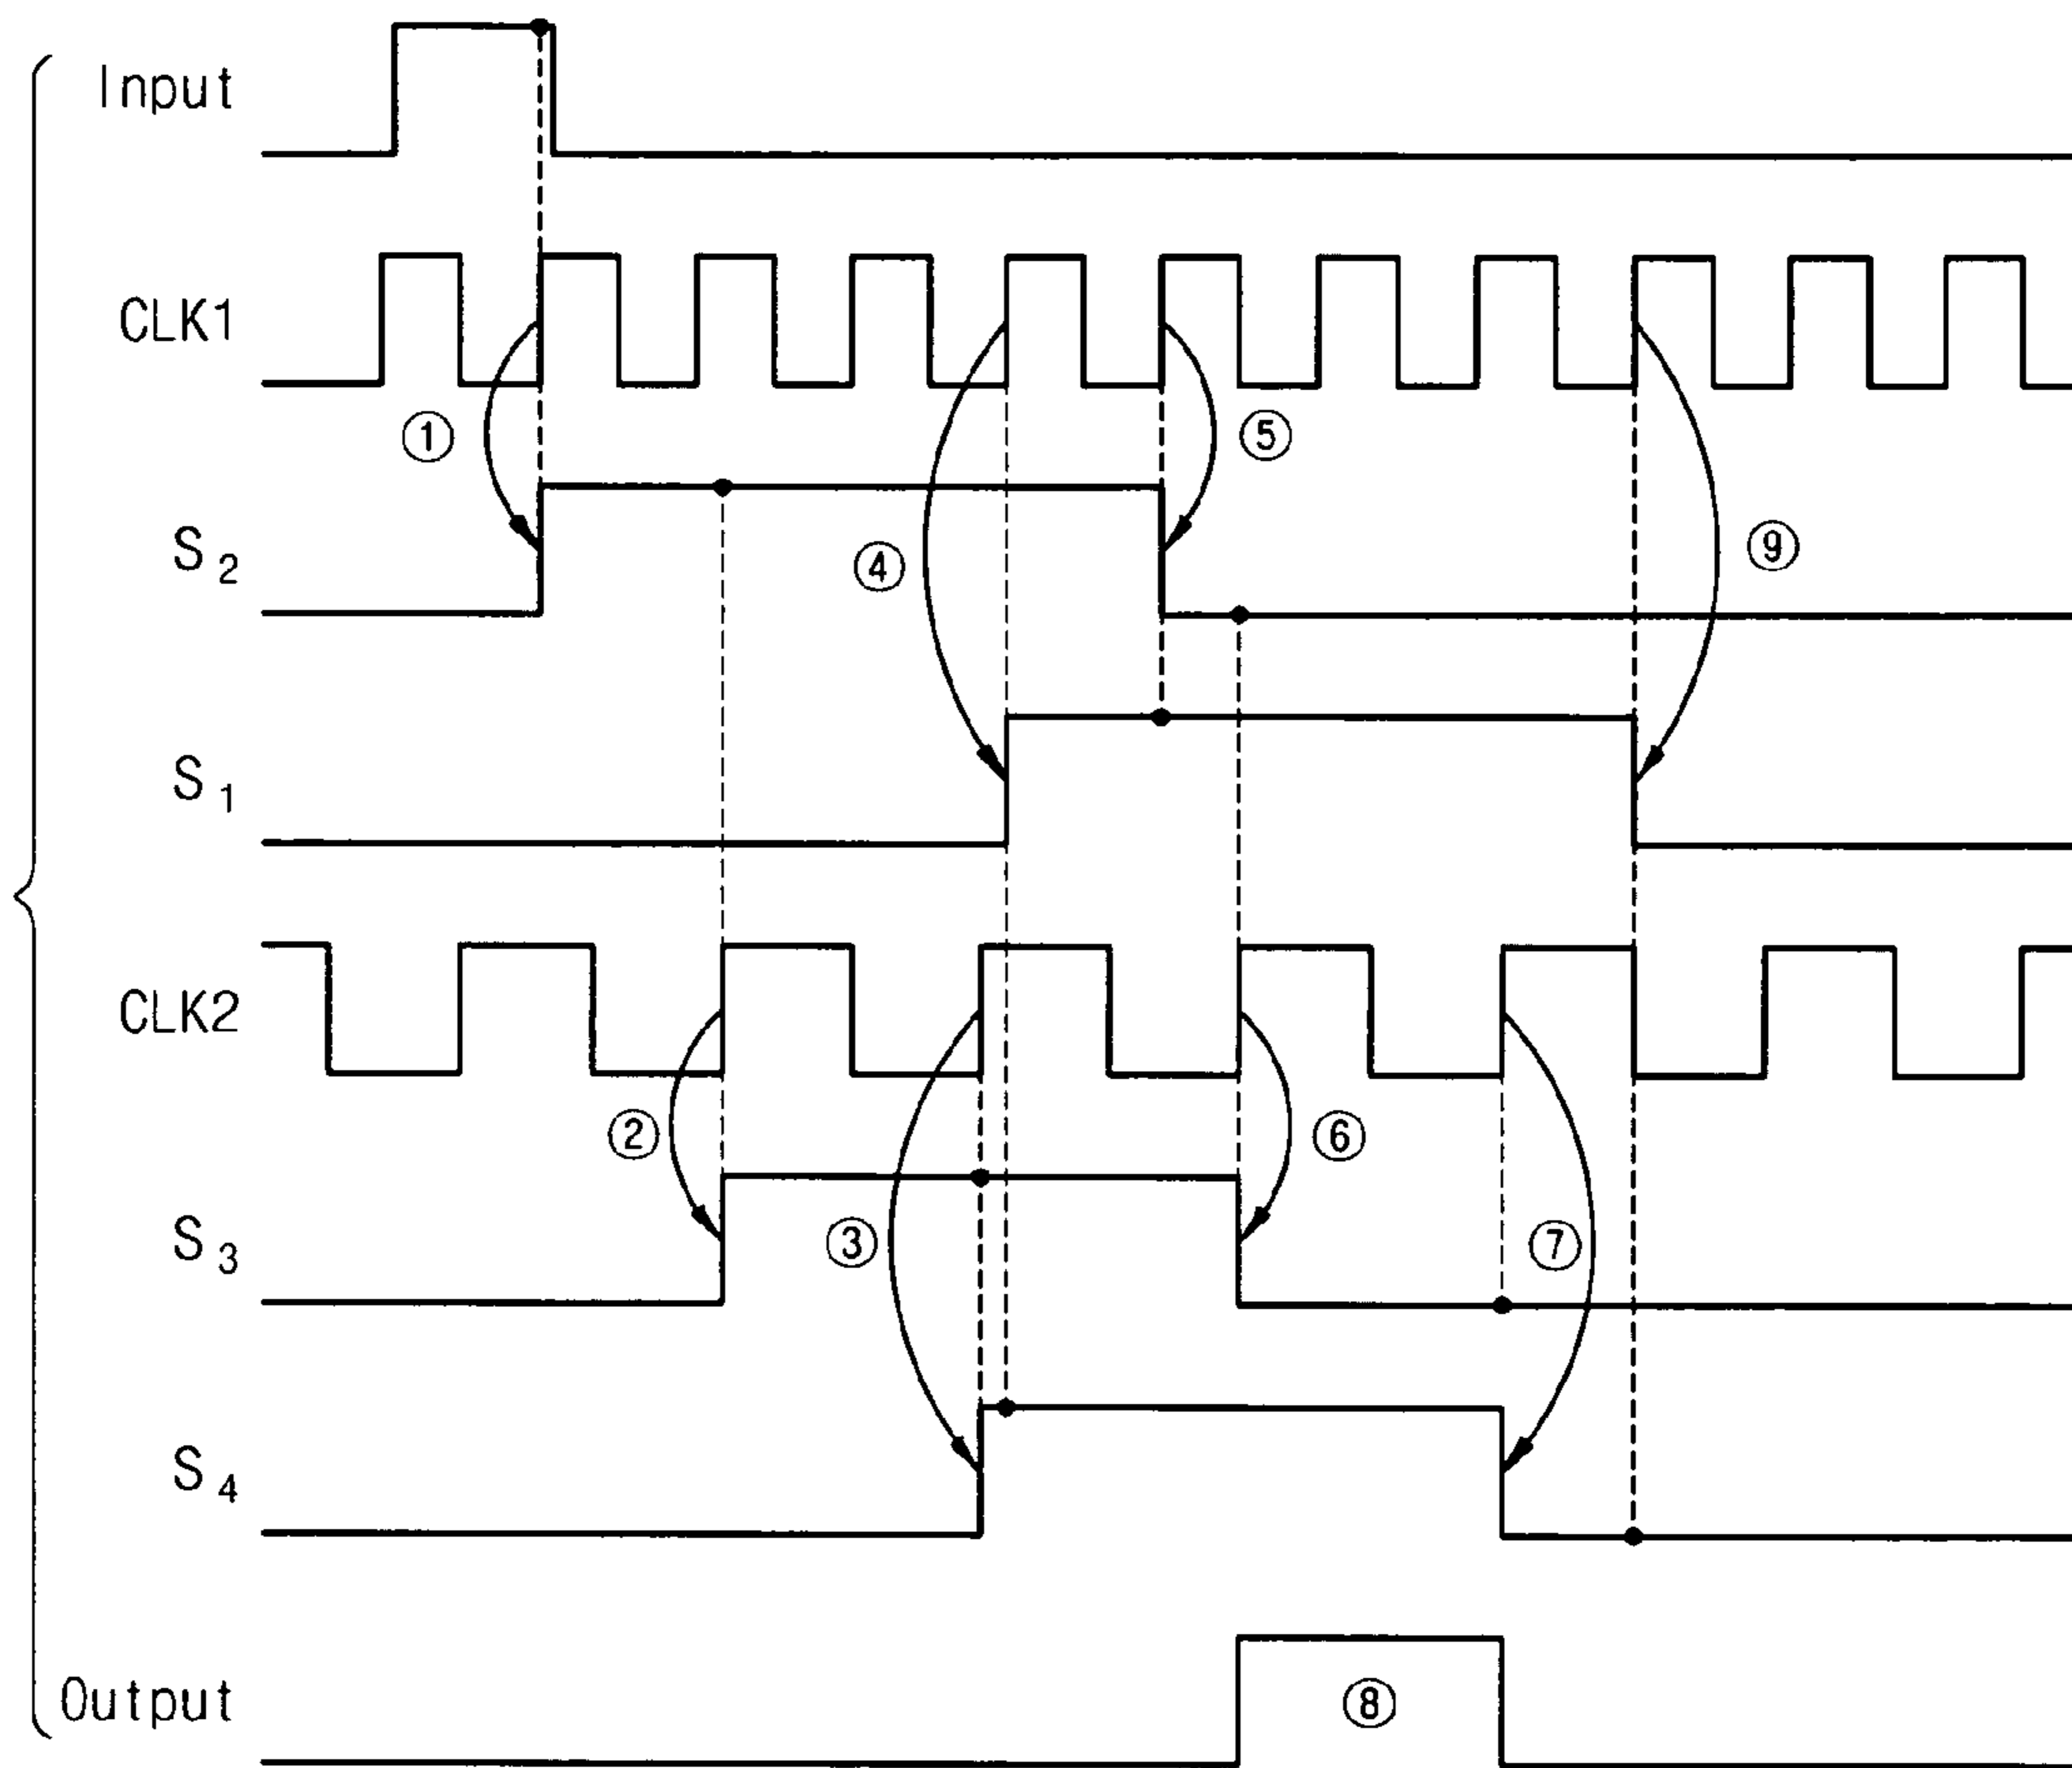 Input
CLK1
① ⑤
S2
④ ⑨
S1
CLK2
② ⑥
S3
③ ⑦
S4
Output
⑧